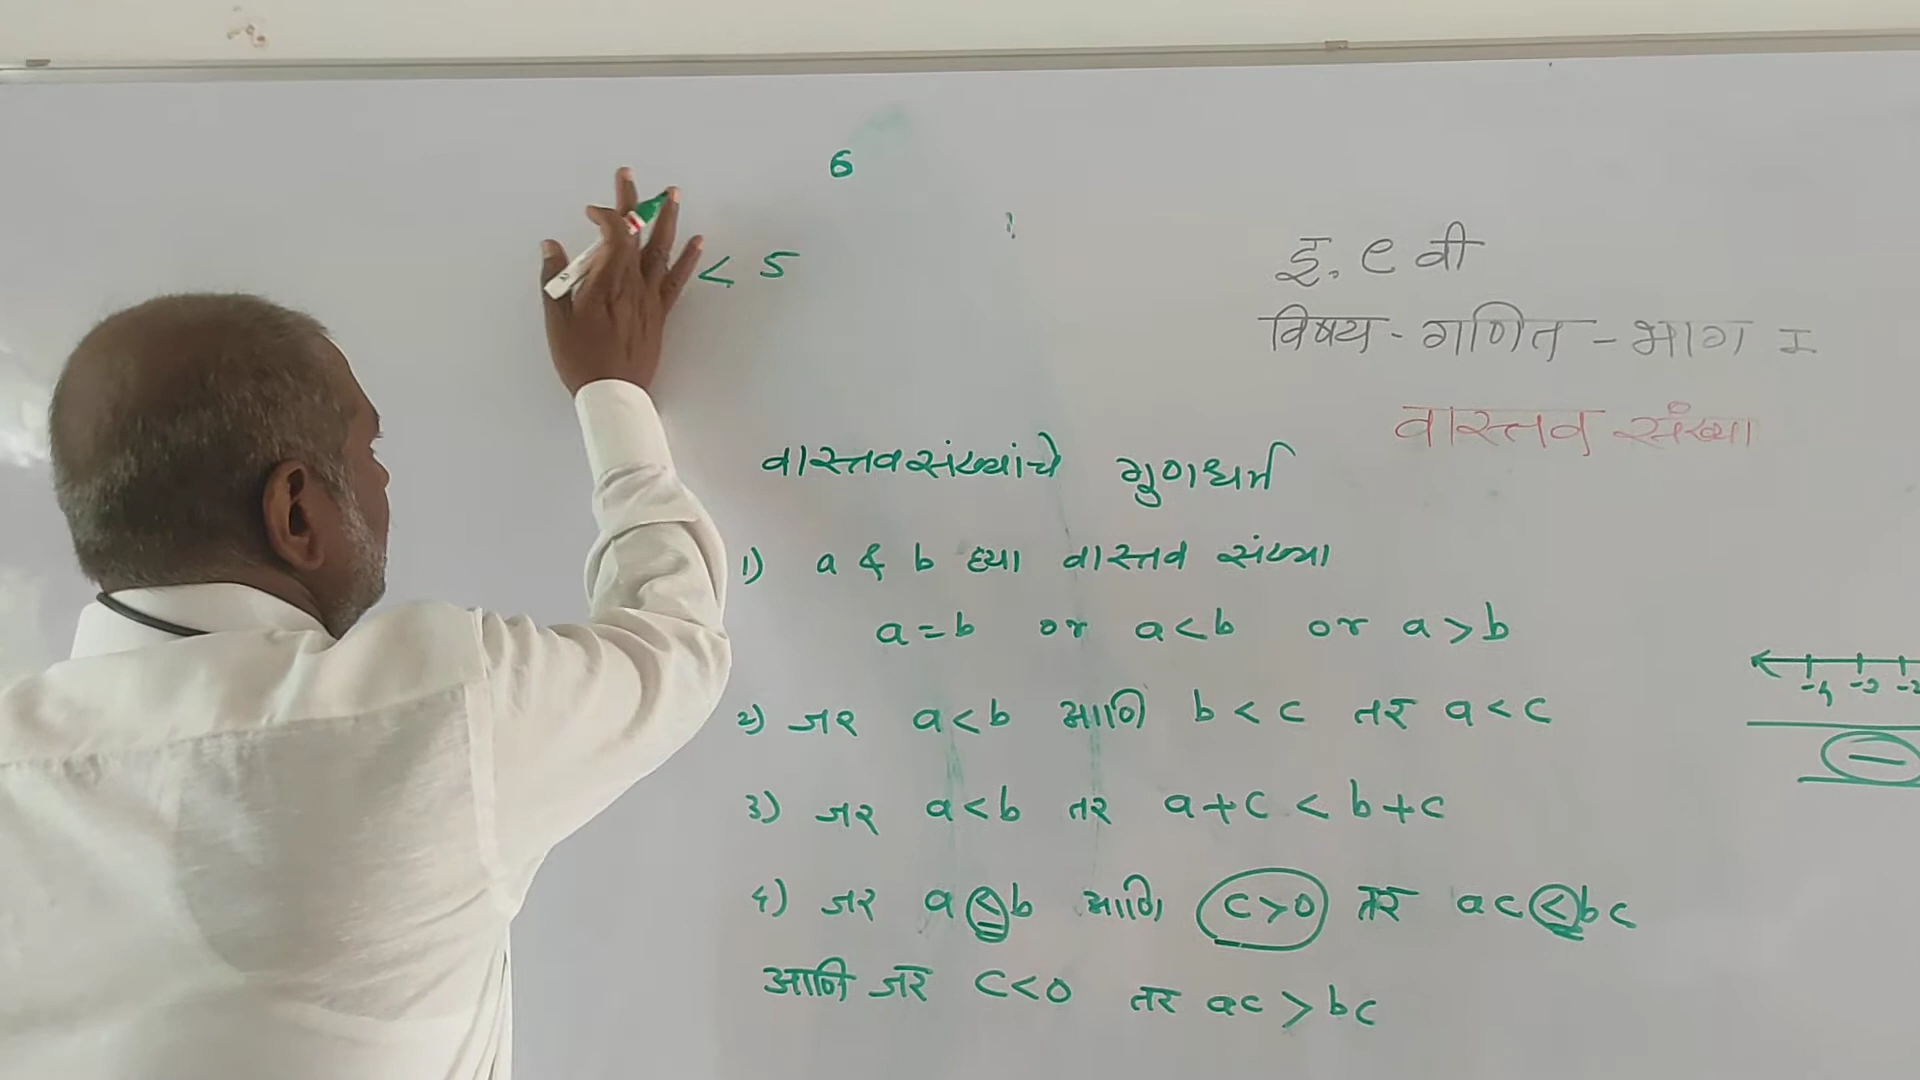 6
< 5
इ. ९ वी
विषय - गणित - भाग I
वास्तव संख्या
वास्तव संख्यांचे गुणधर्म
1) a & b ह्या वास्तव संख्या
a = b or a < b or a > b
2) जर a < b आणि b < c तर a < c
3) जर a < b तर a + c < b + c
4) जर a < b आणि c > 0 तर ac < bc
आणि जर c < 0 तर ac > bc